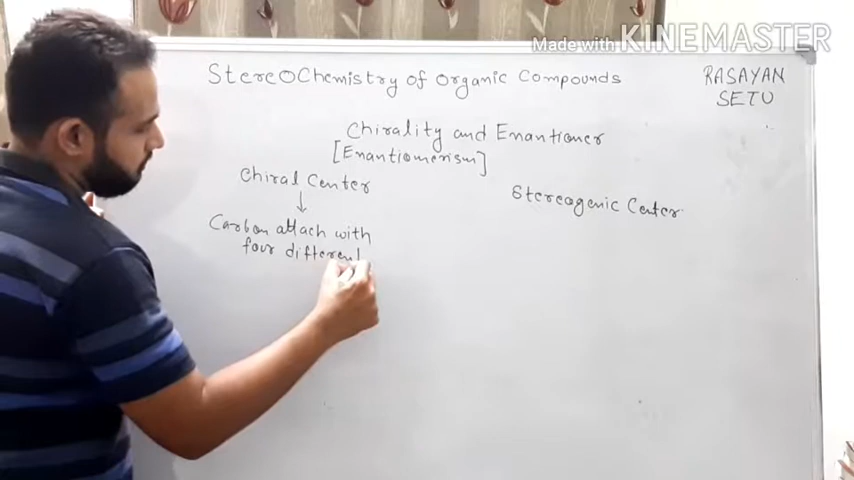 Made with KINEMASTER
StereoChemistry of Organic Compounds
RASAYAN
SETU
Chirality and Enantioner
[Enantiomerism]
Chiral Center
Stereogenic Center
↓
Carbon attach with
four different